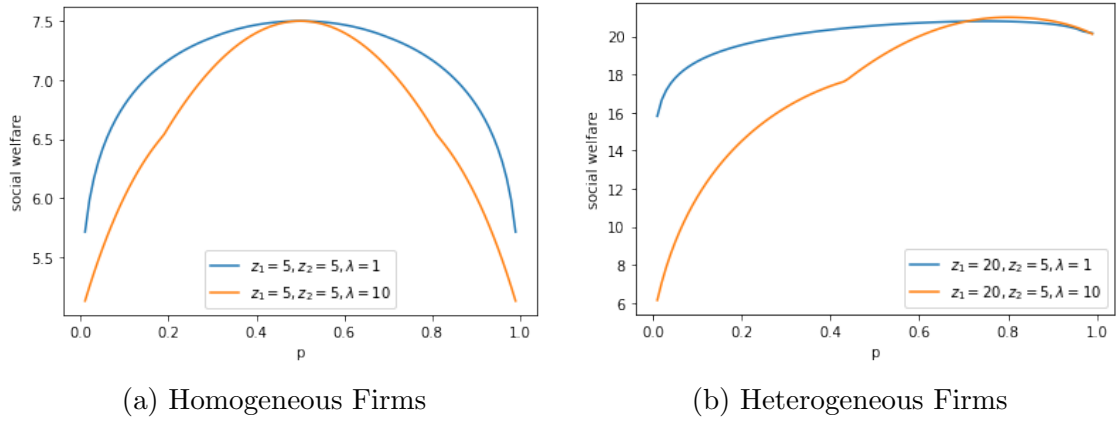 7.5
7.0
6.5
6.0
5.5
social welfare
0.0 0.2 0.4 0.6 0.8 1.0
p
z₁ = 5, z₂ = 5, λ = 1
z₁ = 5, z₂ = 5, λ = 10
(a) Homogeneous Firms
20
18
16
14
12
10
8
6
social welfare
0.0 0.2 0.4 0.6 0.8 1.0
p
z₁ = 20, z₂ = 5, λ = 1
z₁ = 20, z₂ = 5, λ = 10
(b) Heterogeneous Firms